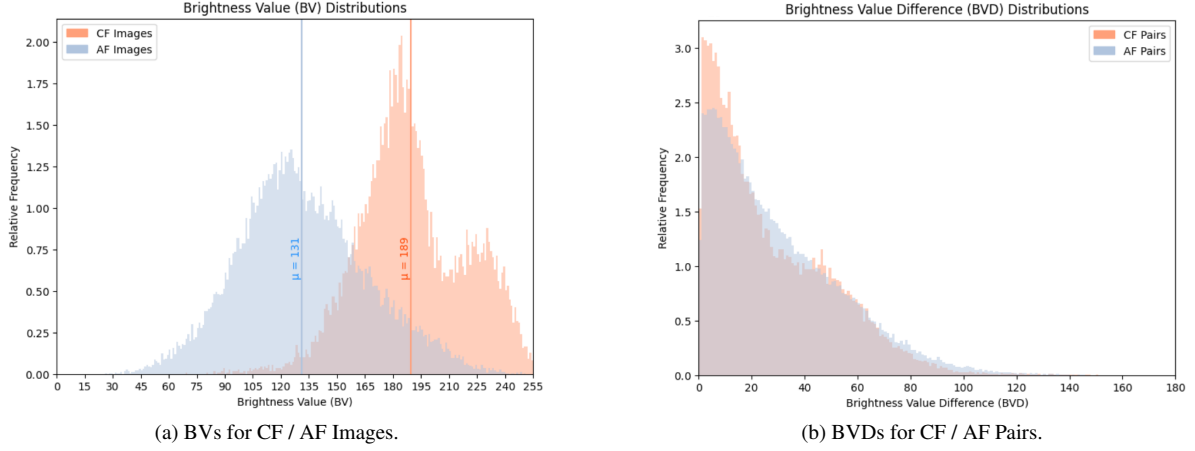 Brightness Value (BV) Distributions
CF Images
AF Images
2.00
1.75
1.50
1.25
1.00
0.75
0.50
0.25
0.00
Relative Frequency
μ = 131
μ = 189
0 15 30 45 60 75 90 105 120 135 150 165 180 195 210 225 240 255
Brightness Value (BV)
(a) BVs for CF / AF Images.
Brightness Value Difference (BVD) Distributions
CF Pairs
AF Pairs
3.0
2.5
2.0
1.5
1.0
0.5
0.0
Relative Frequency
0 20 40 60 80 100 120 140 160 180
Brightness Value Difference (BVD)
(b) BVDs for CF / AF Pairs.